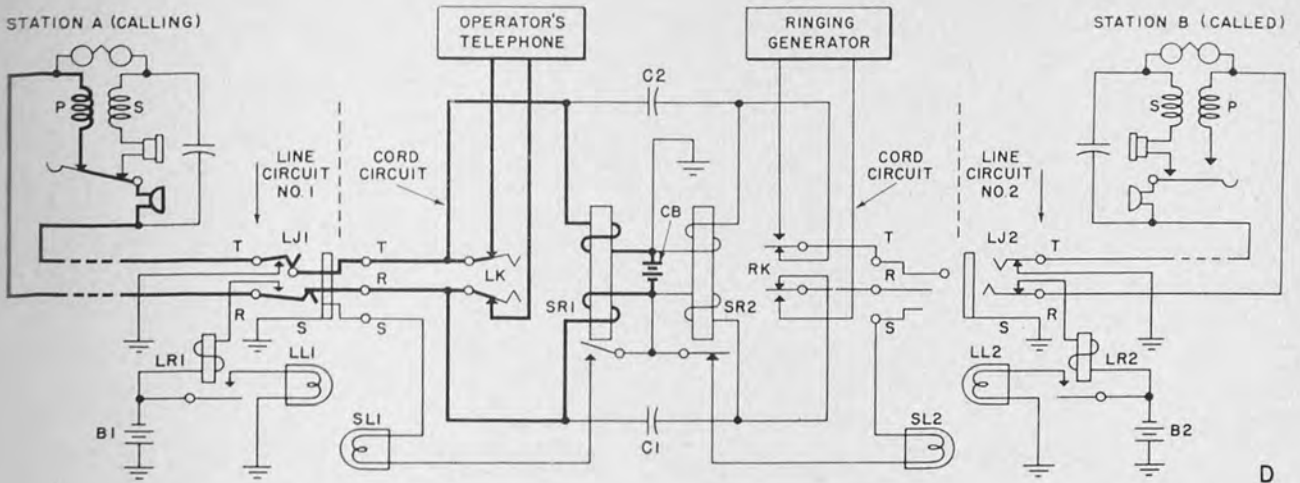 STATION A (CALLING)
OPERATOR'S
TELEPHONE
RINGING
GENERATOR
STATION B (CALLED)
P
S
C2
S
P
LINE
CIRCUIT
NO.1
CORD
CIRCUIT
CORD
CIRCUIT
LINE
CIRCUIT
NO.2
CB
T
LJ1
T
LK
T
LJ2
T
R
RK
R
R
S
S
SR1
SR2
S
S
R
LR1
LL1
LL2
LR2
B1
SL1
C1
SL2
B2
D